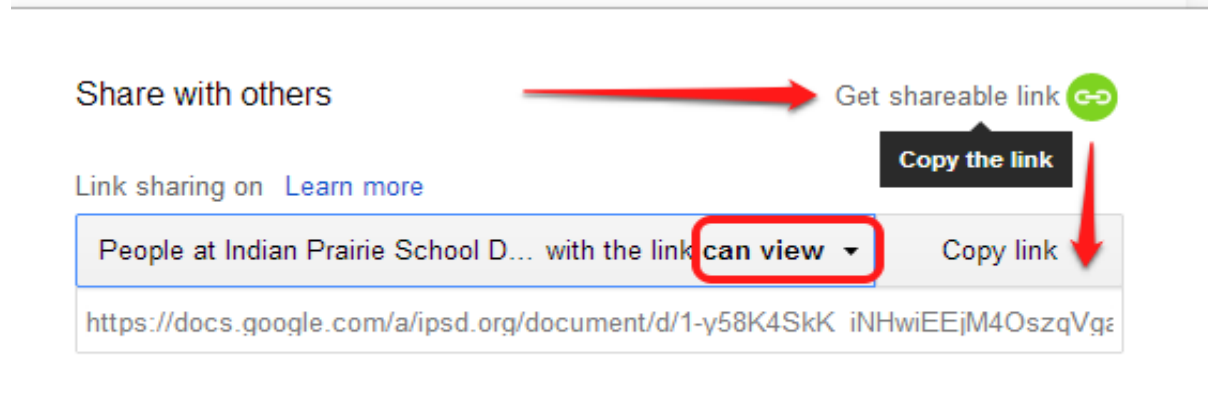 Share with others
Get shareable link
Copy the link
Link sharing on Learn more
People at Indian Prairie School D... with the link can view
Copy link
https://docs.google.com/a/ipsd.org/document/d/1-y58K4SkK_iNHwiEEjM4OszqVga